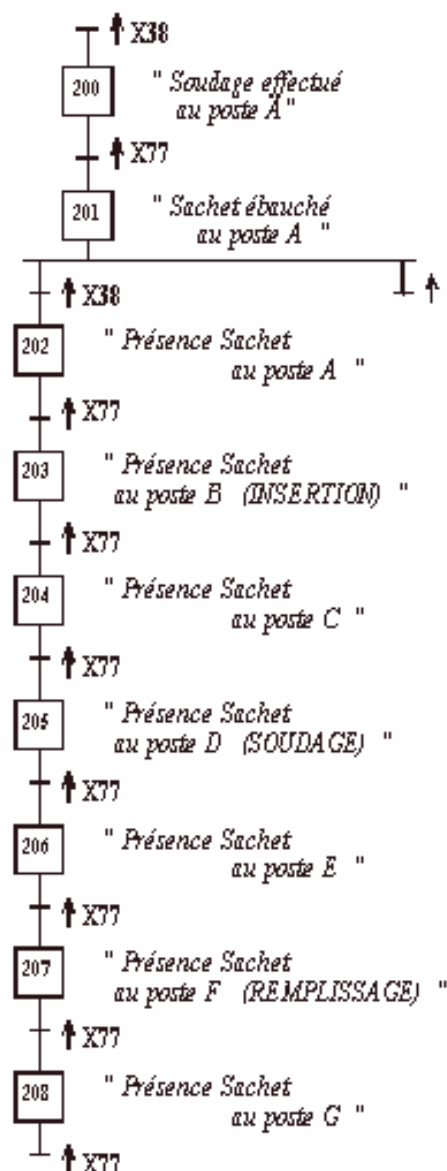 ↑ X38
200 " Soudage effectué
au poste A "
↑ X77
201 " Sachet ébauché
au poste A "
↑ X38 ↑
202 " Présence Sachet
au poste A "
↑ X77
203 " Présence Sachet
au poste B (INSERTION) "
↑ X77
204 " Présence Sachet
au poste C "
↑ X77
205 " Présence Sachet
au poste D (SOUDAGE) "
↑ X77
206 " Présence Sachet
au poste E "
↑ X77
207 " Présence Sachet
au poste F (REMPLISSAGE) "
↑ X77
208 " Présence Sachet
au poste G "
↑ X77